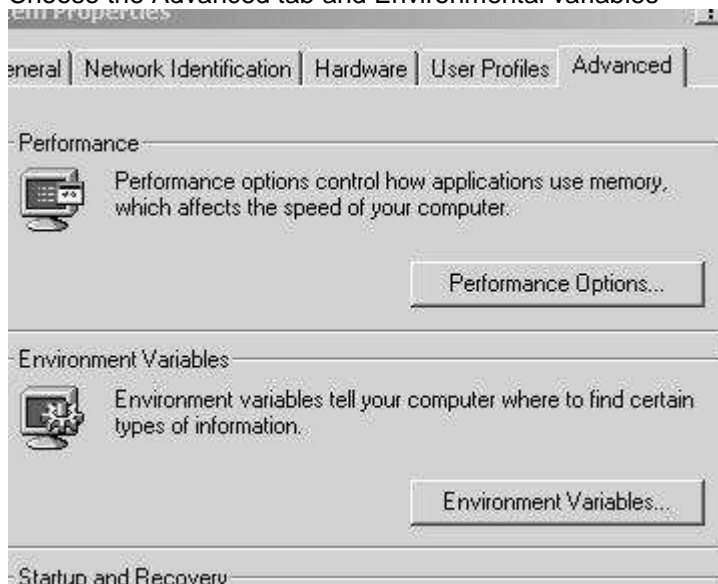 Choose the Advanced tab and Environmental variables
em Properties
eneral Network Identification Hardware User Profiles Advanced
Performance
Performance options control how applications use memory,
which affects the speed of your computer.
Performance Options...
Environment Variables
Environment variables tell your computer where to find certain
types of information.
Environment Variables...
Startup and Recovery